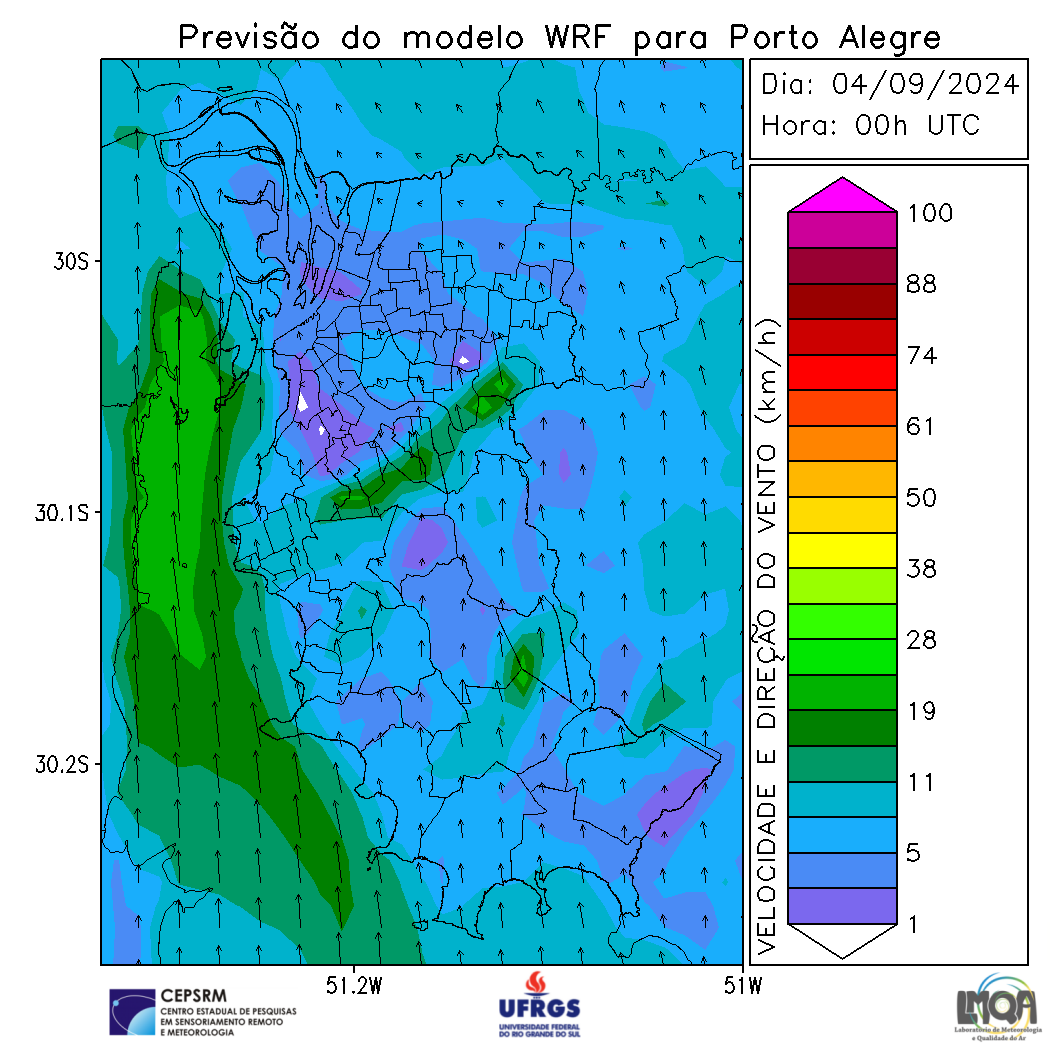 Previsão do modelo WRF para Porto Alegre
Dia: 04/09/2024
Hora: 00h UTC
30S
30.1S
30.2S
51.2W
51W
VELOCIDADE E DIREÇÃO DO VENTO (km/h)
100
88
74
61
50
38
28
19
11
5
1
CEPSRM
CENTRO ESTADUAL DE PESQUISAS
EM SENSORIAMENTO REMOTO
E METEOROLOGIA
UFRGS
UNIVERSIDADE FEDERAL
DO RIO GRANDE DO SUL
LMQA
Laboratório de Meteorologia
e Qualidade do Ar